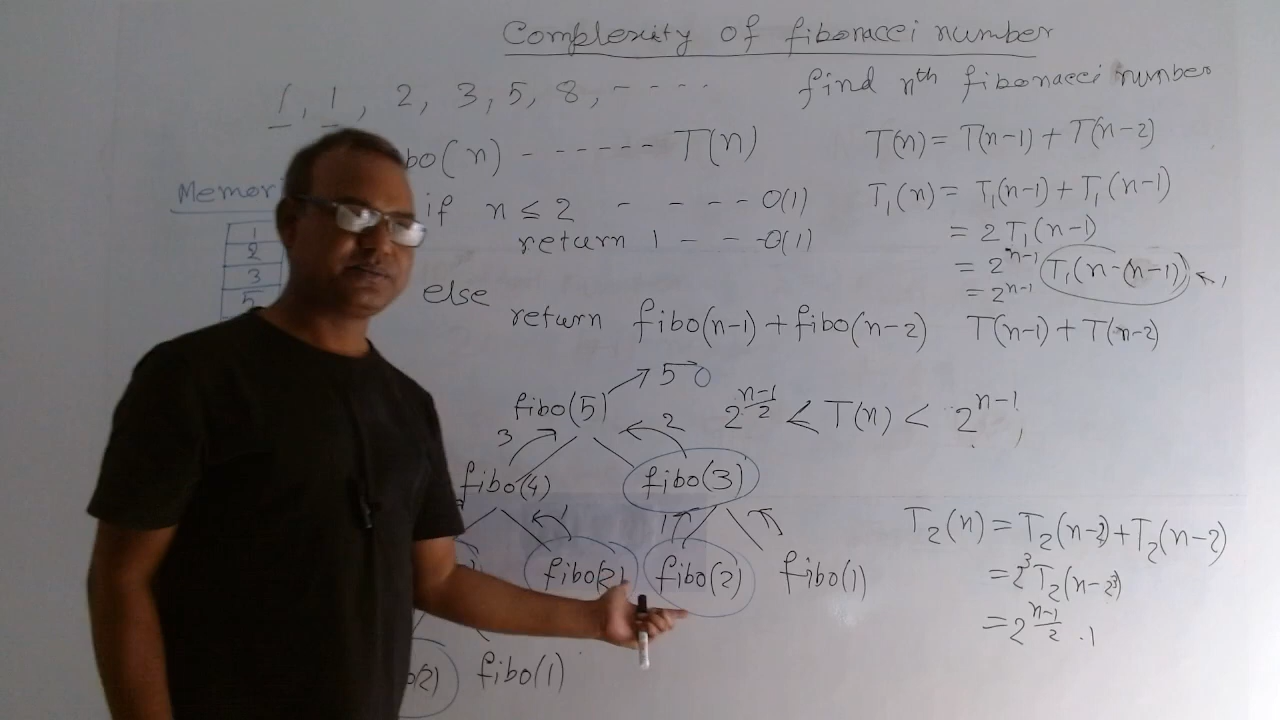 Complexity of fibonacci number
1, 1, 2, 3, 5, 8, - - - -
find nth fibonacci number
bo(n) - - - - - - T(n)
T(n) = T(n-1) + T(n-2)
Memor
if n ≤ 2 - - - - O(1)
T₁(n) = T₁(n-1) + T₁(n-1)
return 1 - - - O(1)
= 2T₁(n-1)
1
2
3
5
= 2^{n-1} T₁(n-(n-1))
= 2^{n-1}
else
return fibo(n-1) + fibo(n-2) T(n-1) + T(n-2)
fibo(5) 5
2^{\frac{n-1}{2}} < T(n) < 2^{n-1}
3 2
fibo(4) fibo(3)
1 1
T₂(n) = T₂(n-2) + T₂(n-2)
fibo(2) fibo(2) fibo(1)
= 2^{3} T₂(n-2
= 2^{\frac{n-1}{2}} . 1
(2) fibo(1)